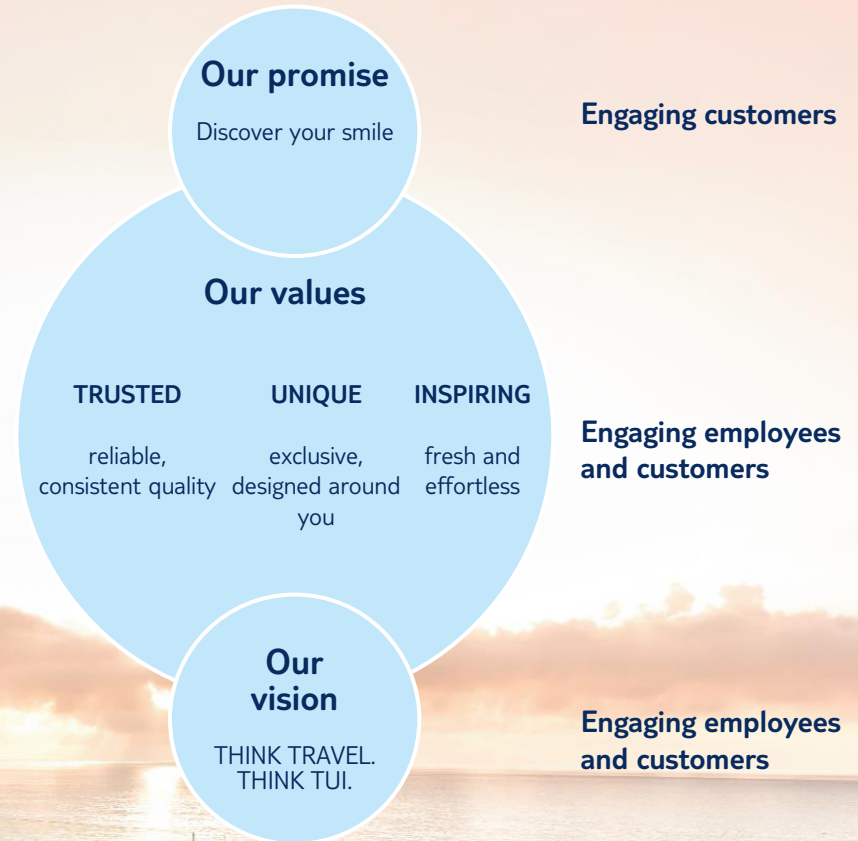 Our promise
Discover your smile
Engaging customers
Our values
TRUSTED
reliable,
consistent quality
UNIQUE
exclusive,
designed around
you
INSPIRING
fresh and
effortless
Engaging employees
and customers
Our
vision
THINK TRAVEL.
THINK TUI.
Engaging employees
and customers